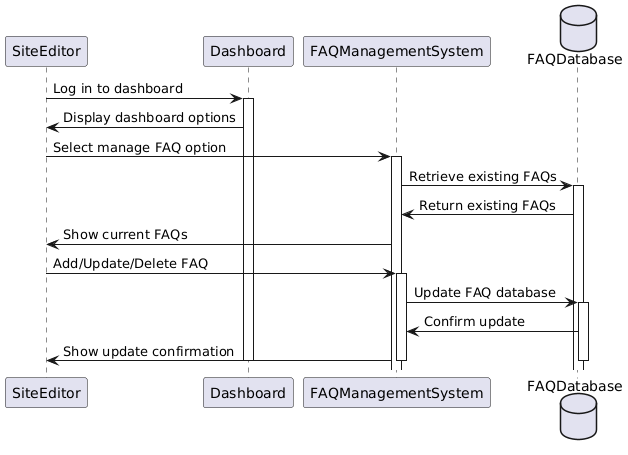 FAQDatabase
SiteEditor
Dashboard
FAQManagementSystem
Log in to dashboard
Display dashboard options
Select manage FAQ option
Retrieve existing FAQs
Return existing FAQs
Show current FAQs
Add/Update/Delete FAQ
Update FAQ database
Confirm update
Show update confirmation
SiteEditor
Dashboard
FAQManagementSystem
FAQDatabase